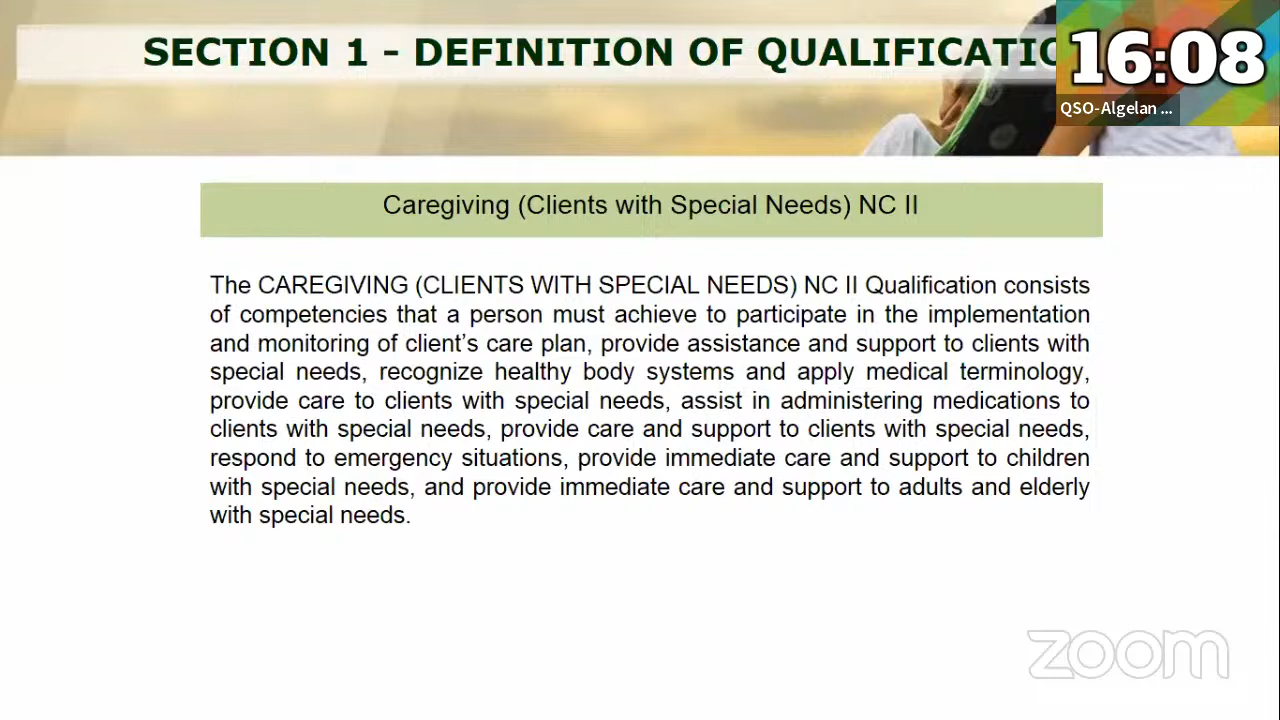 SECTION 1 - DEFINITION OF QUALIFICATIO
16:08
QSO-Algelan ...
Caregiving (Clients with Special Needs) NC II
The CAREGIVING (CLIENTS WITH SPECIAL NEEDS) NC II Qualification consists
of competencies that a person must achieve to participate in the implementation
and monitoring of client’s care plan, provide assistance and support to clients with
special needs, recognize healthy body systems and apply medical terminology,
provide care to clients with special needs, assist in administering medications to
clients with special needs, provide care and support to clients with special needs,
respond to emergency situations, provide immediate care and support to children
with special needs, and provide immediate care and support to adults and elderly
with special needs.
zoom